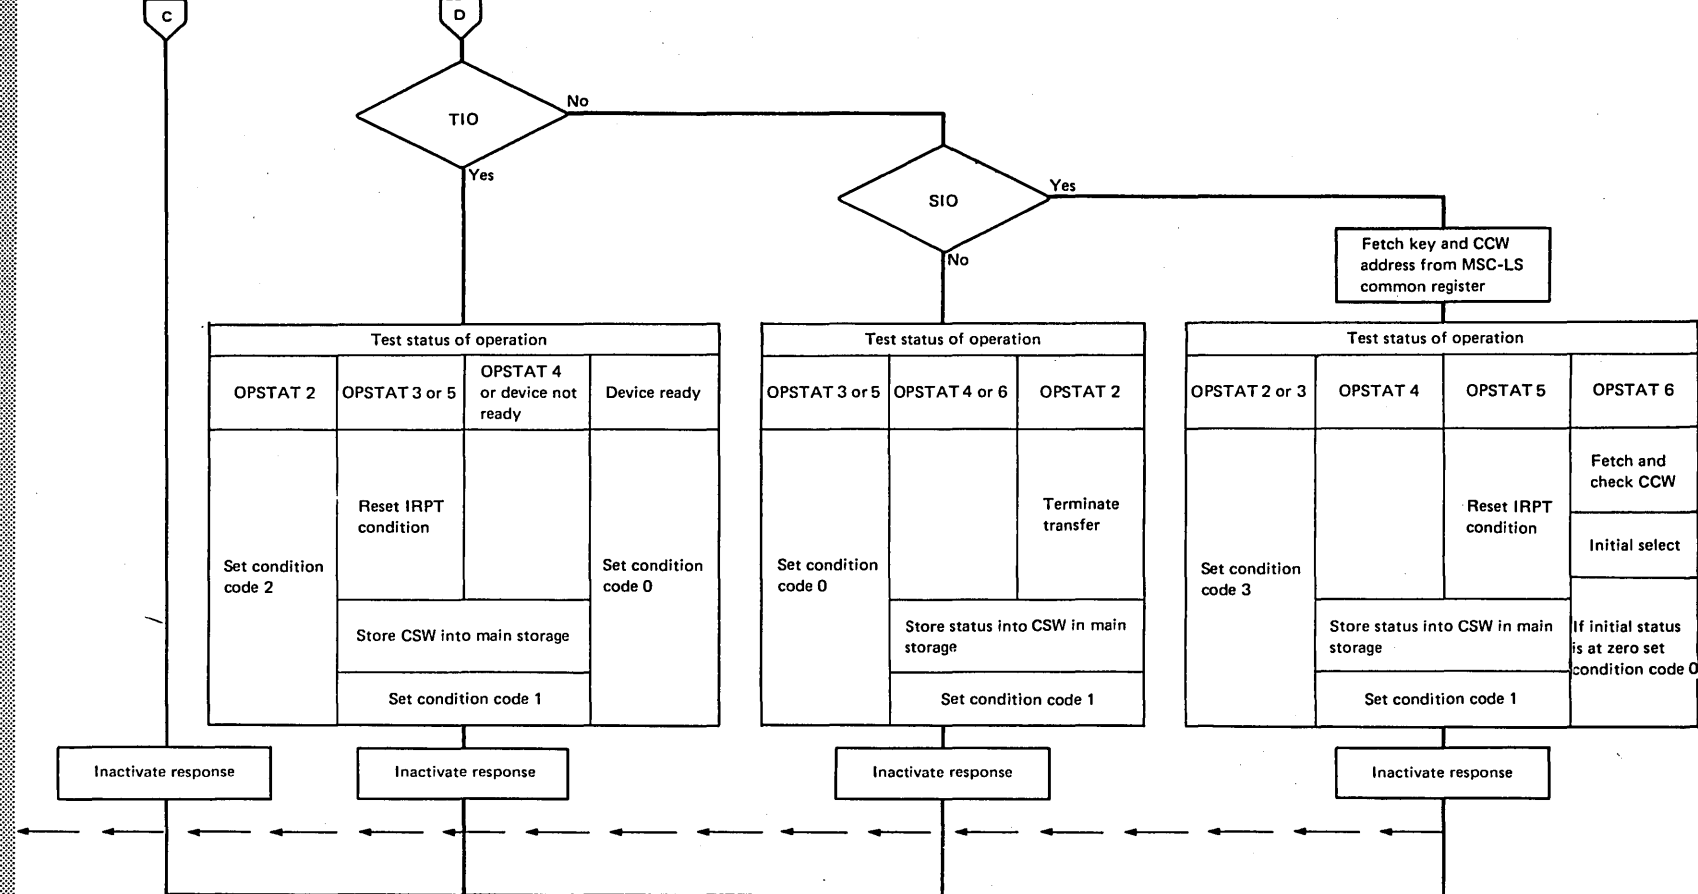 C
D
TIO
No
Yes
SIO
Yes
No
Fetch key and CCW
address from MSC-LS
common register
Test status of operation
OPSTAT 2
OPSTAT 3 or 5
OPSTAT 4
or device not
ready
Device ready
Set condition
code 2
Reset IRPT
condition
Set condition
code 0
Store CSW into main storage
Set condition code 1
Test status of operation
OPSTAT 3 or 5
OPSTAT 4 or 6
OPSTAT 2
Set condition
code 0
Terminate
transfer
Store status into CSW in main
storage
Set condition code 1
Test status of operation
OPSTAT 2 or 3
OPSTAT 4
OPSTAT 5
OPSTAT 6
Set condition
code 3
Reset IRPT
condition
Fetch and
check CCW
Initial select
Store status into CSW in main
storage
Set condition code 1
If initial status
is at zero set
condition code 0
Inactivate response
Inactivate response
Inactivate response
Inactivate response